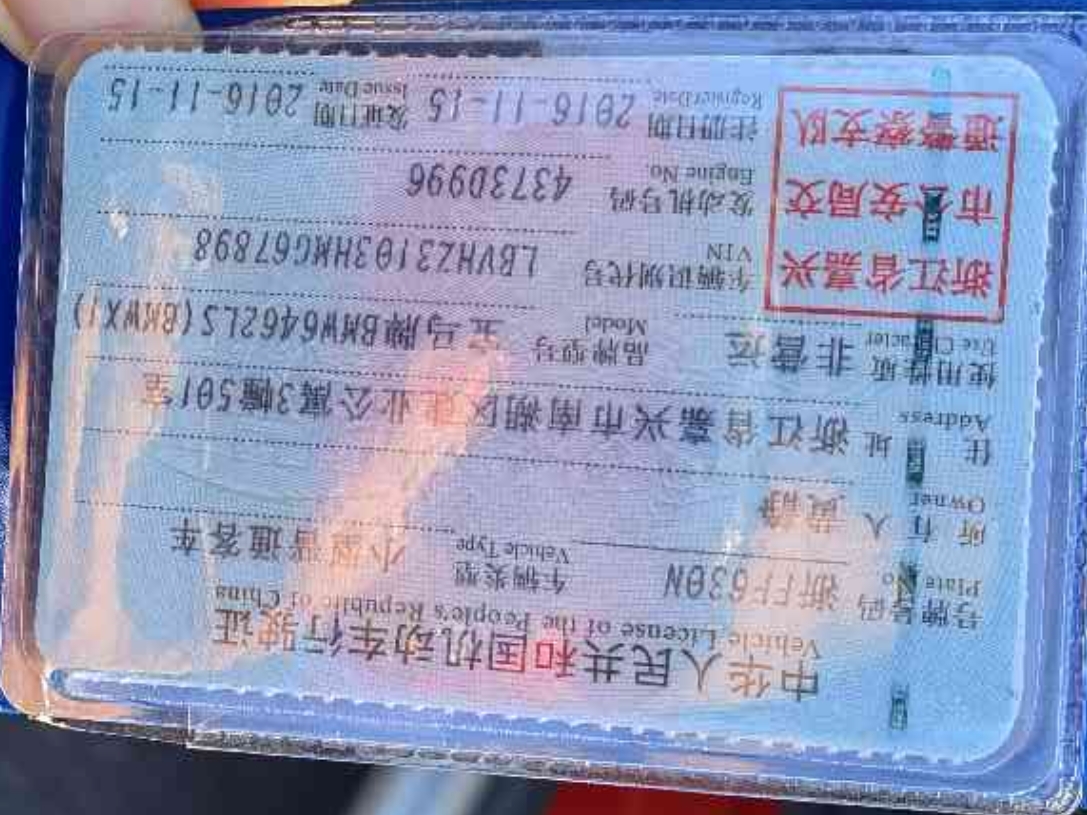 中华人民共和国机动车行驶证
Vehicle License of the People's Republic of China
号牌号码 浙FF630N 车辆类型 小型普通客车
Plate No. Vehicle Type
所有人 黄静
Owner
住址 浙江省嘉兴市南湖区建业公寓3幢501室
Address
使用性质 非营运 品牌型号 宝马牌BMW6462LS(BMWX1)
Use Character Model
浙江省嘉兴
市公安局交
通警察支队
车辆识别代号 LBVHZ3103HMG67898
VIN
发动机号码 4373D996
Engine No.
注册日期 2016-11-15 发证日期 2016-11-15
Register Date Issue Date